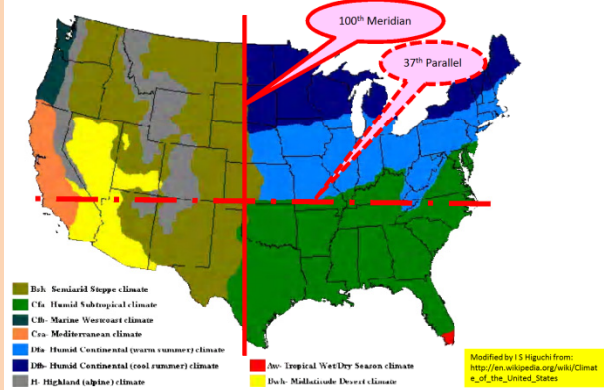 100th Meridian
37th Parallel
Bsk- Semiarid Steppe climate
Cfa- Humid Subtropical climate
Cfb- Marine Westcoast climate
Csa- Mediterranean climate
Dfa- Humid Continental (warm summer) climate
Dfb- Humid Continental (cool summer) climate
H- Highland (alpine) climate
Aw- Tropical Wet/Dry Season climate
Bwk- Midlatitude Desert climate
Modified by I S Higuchi from:
http://en.wikipedia.org/wiki/Climat
e_of_the_United_States